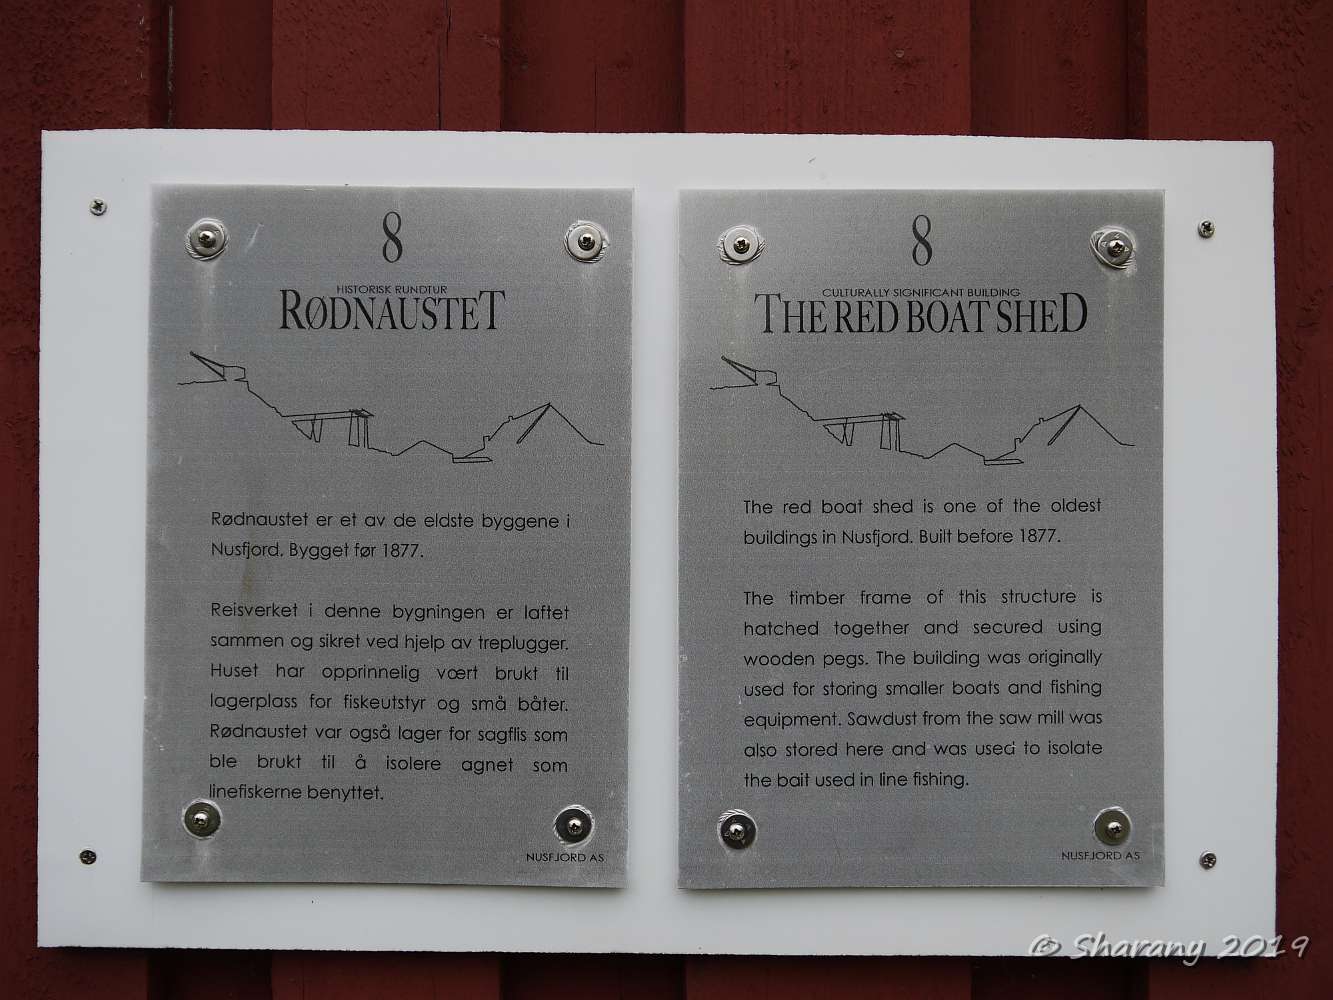 8
HISTORISK RUNDTUR
RØDNAUSTET
Rødnaustet er et av de eldste byggene i
Nusfjord. Bygget før 1877.
Reisverket i denne bygningen er laftet
sammen og sikret ved hjelp av treplugger.
Huset har opprinnelig vært brukt til
lagerplass for fiskeutstyr og små båter.
Rødnaustet var også lager for sagflis som
ble brukt til å isolere agnet som
linefiskerne benyttet.
NUSFJORD AS
8
CULTURALLY SIGNIFICANT BUILDING
THE RED BOAT SHED
The red boat shed is one of the oldest
buildings in Nusfjord. Built before 1877.
The timber frame of this structure is
hatched together and secured using
wooden pegs. The building was originally
used for storing smaller boats and fishing
equipment. Sawdust from the saw mill was
also stored here and was used to isolate
the bait used in line fishing.
NUSFJORD AS
© Sharany 2019